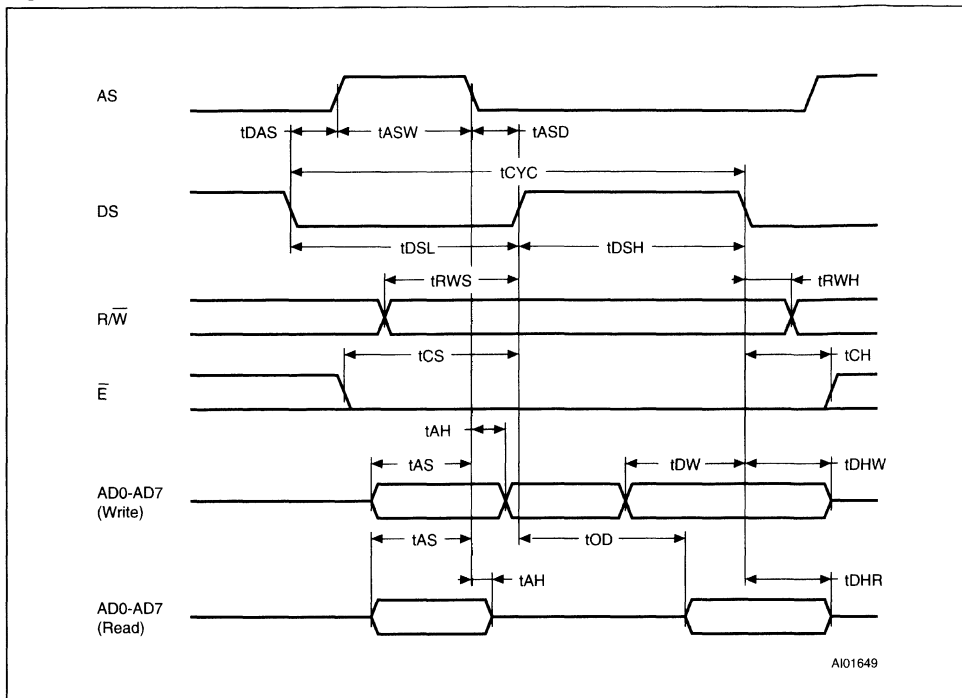 AS
tDAS
tASW
tASD
tCYC
DS
tDSL
tDSH
tRWS
tRWH
R/W̅
tCS
tCH
E̅
tAH
tAS
tDW
tDHW
AD0-AD7
(Write)
tAS
tOD
tAH
tDHR
AD0-AD7
(Read)
AI01649